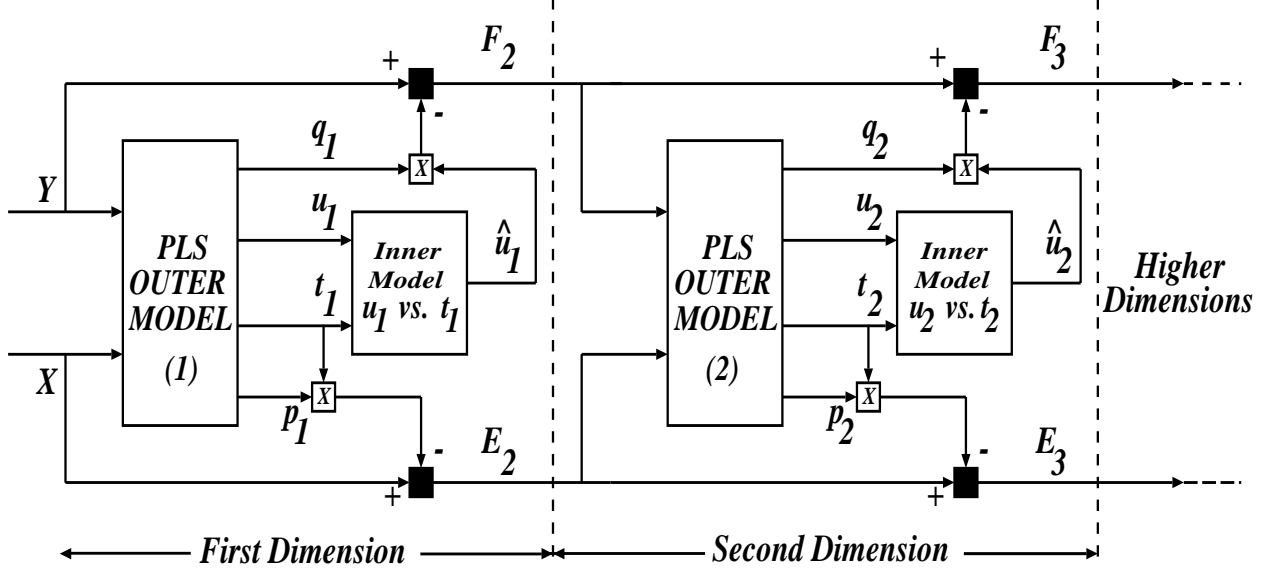 F2
F3
+
-
+
-
q1
q2
X
X
Y
u1
u2
PLS
OUTER
MODEL
(1)
Inner
Model
u1 vs. t1
û1
PLS
OUTER
MODEL
(2)
Inner
Model
u2 vs. t2
û2
Higher
Dimensions
t1
t2
X
X
X
p1
p2
E2
E3
-
+
-
+
First Dimension
Second Dimension